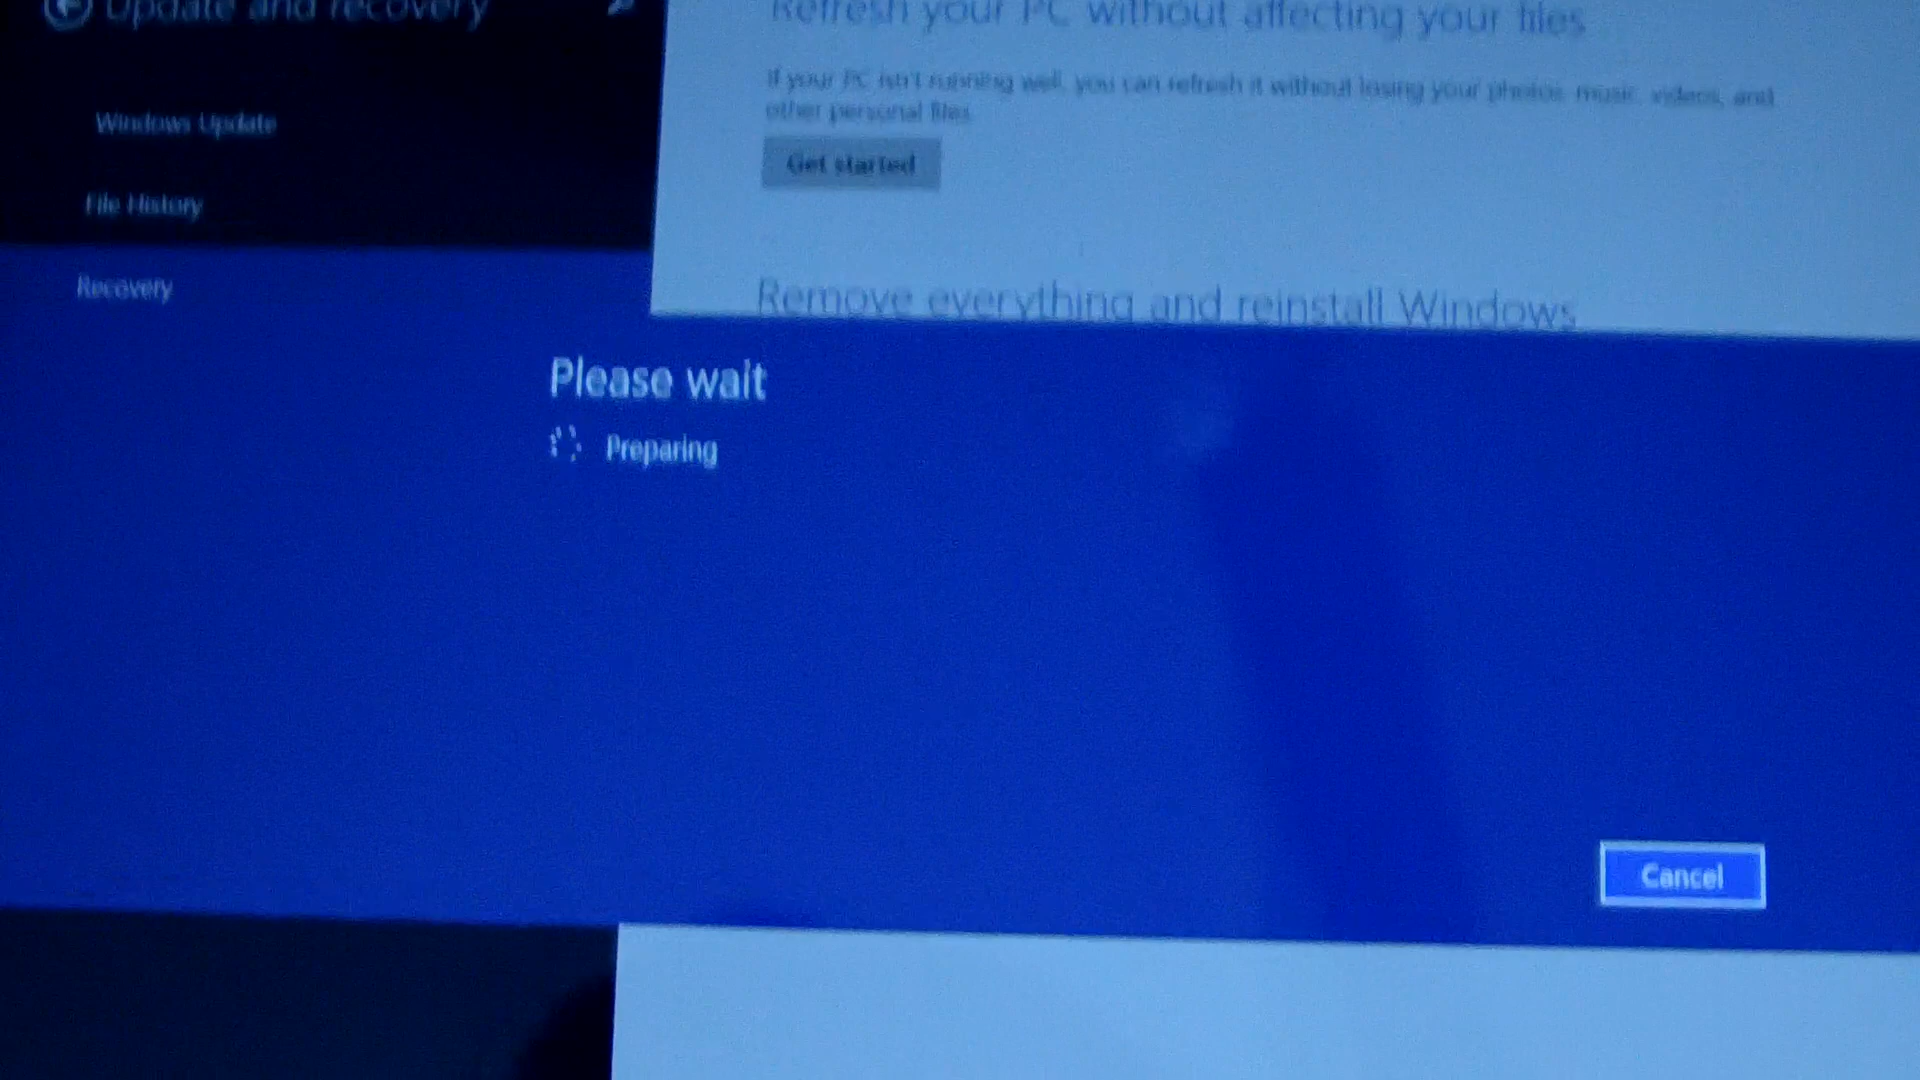 Update and recovery
Windows Update
File History
Recovery
Refresh your PC without affecting your files
If your PC isn't running well, you can refresh it without losing your photos, music, videos, and
other personal files.
Get started
Remove everything and reinstall Windows
Please wait
Preparing
Cancel